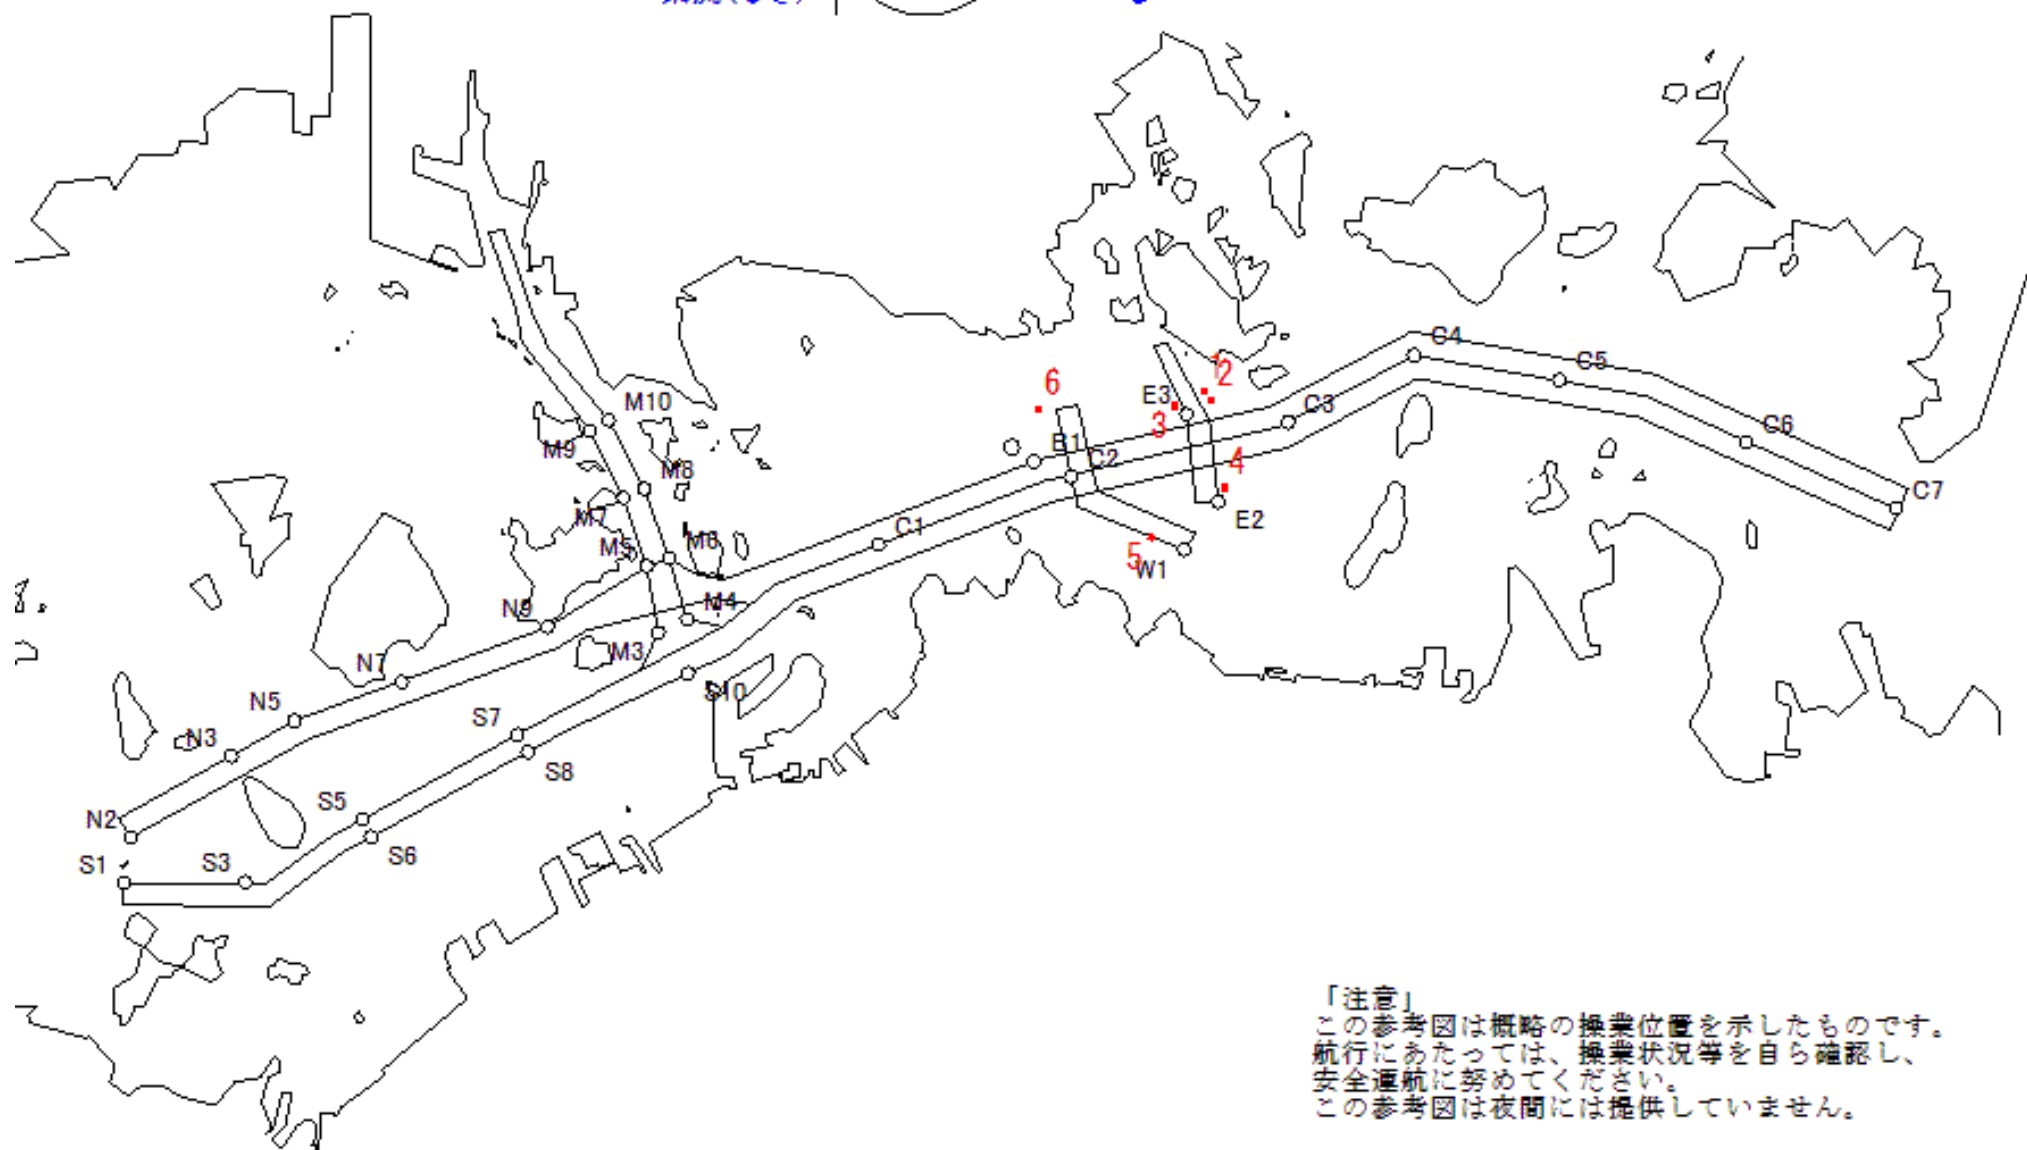 C4
C5
1
2
6
E3
M10
3
C3
B1
M9
C6
C2
M8
4
C7
M7
E2
C1
M6
M5
5
W1
N9
M4
M3
N7
S10
N5
S7
N3
S8
S5
N2
S6
S3
S1
「注意」
この参考図は概略の操業位置を示したものです。
航行にあたっては、操業状況等を自ら確認し、
安全運航に努めてください。
この参考図は夜間には提供していません。